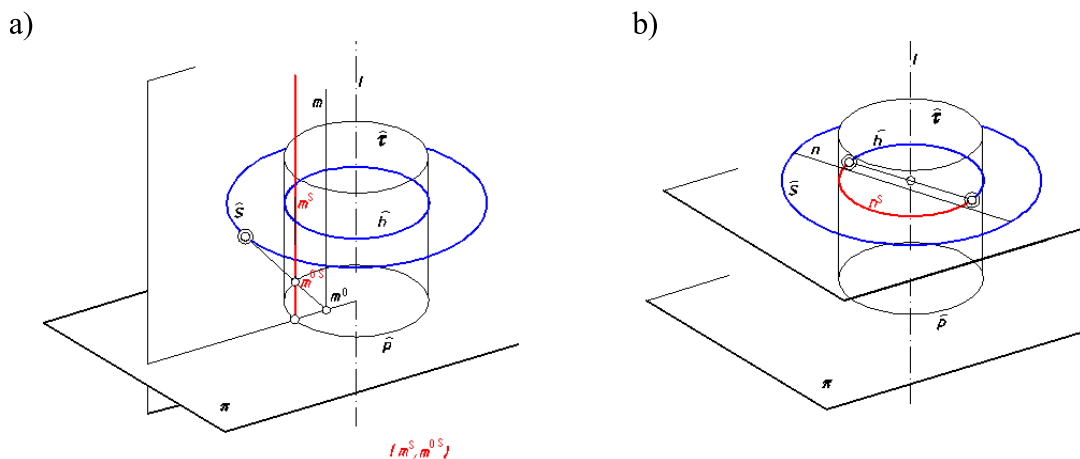 a)
b)
l
m
τ̂
ŝ
m^S
ĥ
m^0S
m^0
p̂
π
(m^S, m^0S)
l
τ̂
n
ĥ
ŝ
n^S
p̂
π